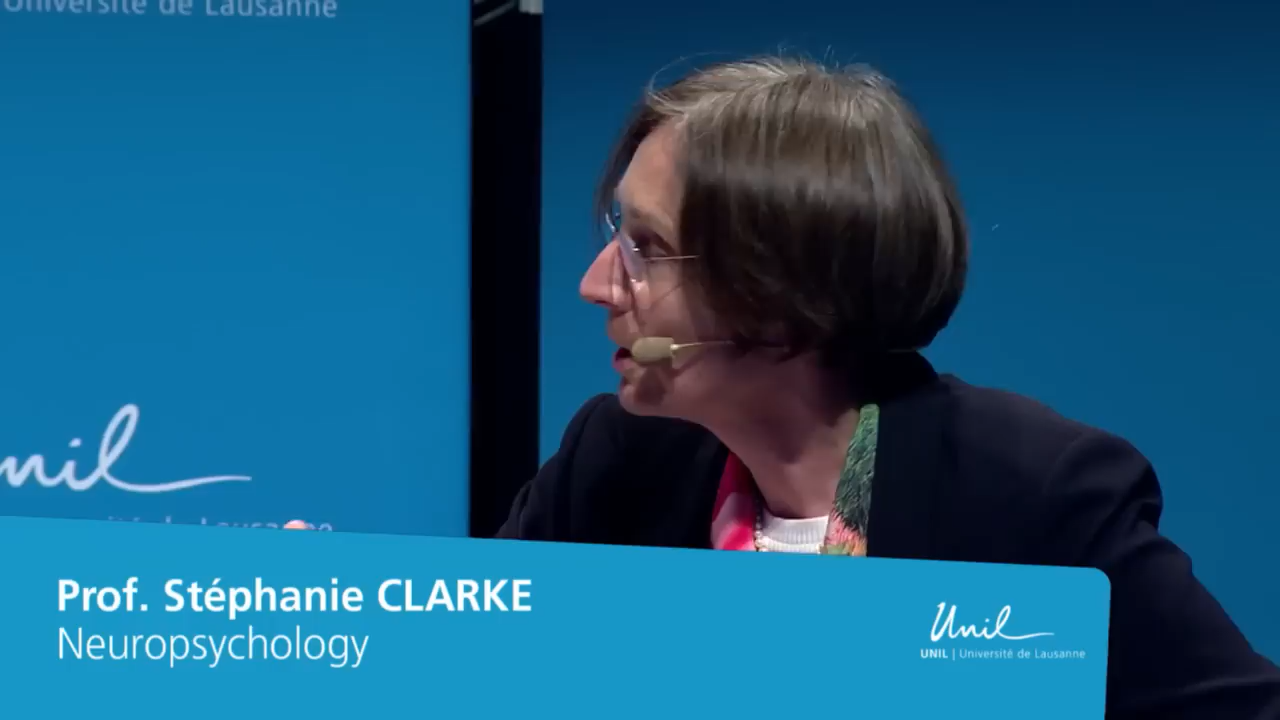 Université de Lausanne
Prof. Stéphanie CLARKE
Neuropsychology
Unil
UNIL | Université de Lausanne